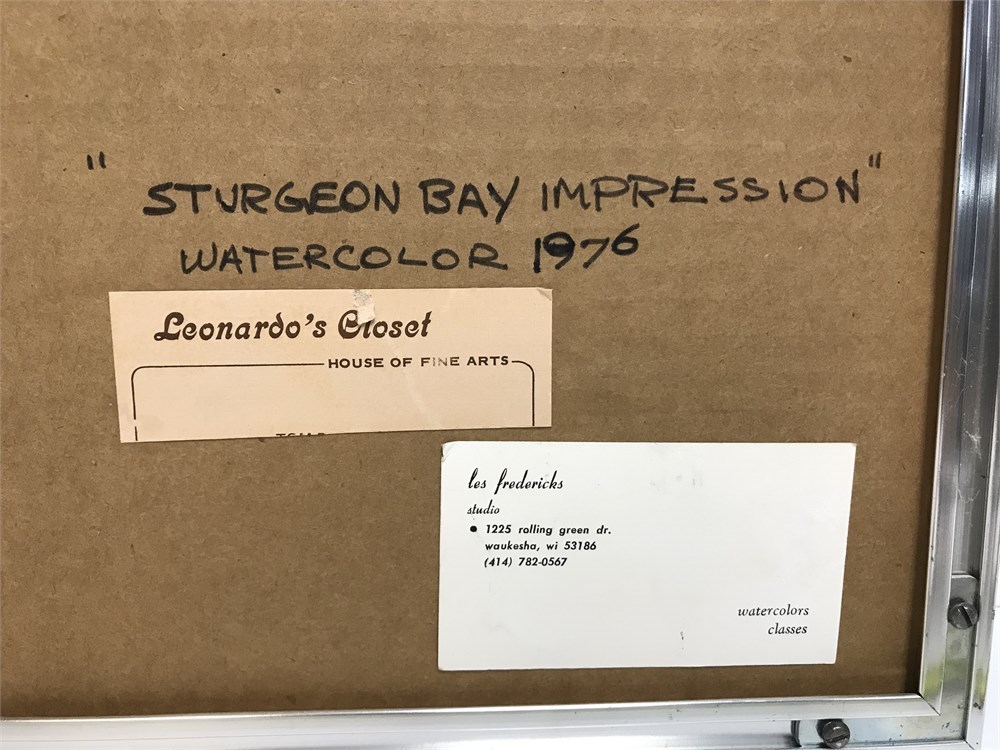 "STURGEON BAY IMPRESSION"
WATERCOLOR 1976
Leonardo's Closet
HOUSE OF FINE ARTS
les fredericks
studio
• 1225 rolling green dr.
waukesha, wi 53186
(414) 782-0567
watercolors
classes